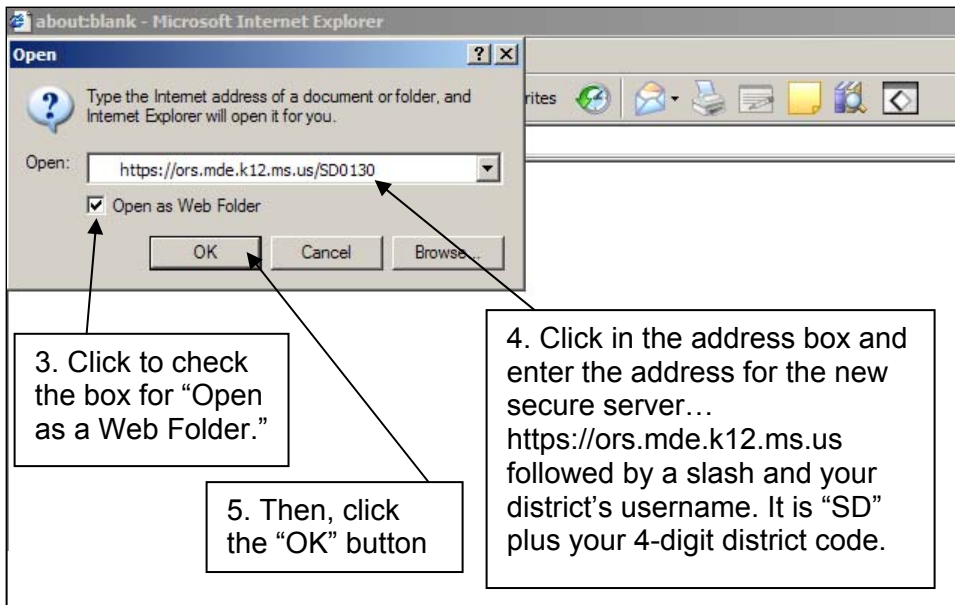 about:blank - Microsoft Internet Explorer
Open
Type the Internet address of a document or folder, and
Internet Explorer will open it for you.
rites
Open:
https://ors.mde.k12.ms.us/SD0130
Open as Web Folder
OK
Cancel
Browse...
3. Click to check
the box for “Open
as a Web Folder.”
4. Click in the address box and
enter the address for the new
secure server…
https://ors.mde.k12.ms.us
followed by a slash and your
district’s username. It is “SD”
plus your 4-digit district code.
5. Then, click
the “OK” button